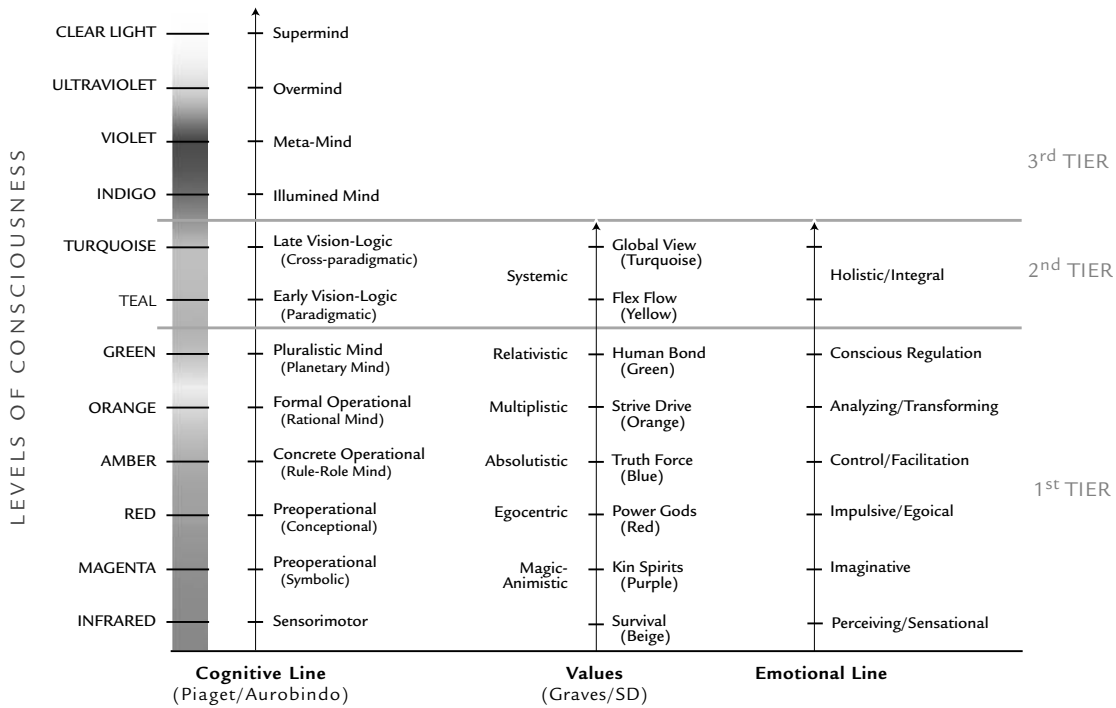 LEVELS OF CONSCIOUSNESS
CLEAR LIGHT
ULTRAVIOLET
VIOLET
INDIGO
TURQUOISE
TEAL
GREEN
ORANGE
AMBER
RED
MAGENTA
INFRARED
Supermind
Overmind
Meta-Mind
Illumined Mind
Late Vision-Logic
(Cross-paradigmatic)
Early Vision-Logic
(Paradigmatic)
Pluralistic Mind
(Planetary Mind)
Formal Operational
(Rational Mind)
Concrete Operational
(Rule-Role Mind)
Preoperational
(Conceptual)
Preoperational
(Symbolic)
Sensorimotor
Cognitive Line
(Piaget/Aurobindo)
Systemic
Relativistic
Multiplistic
Absolutistic
Egocentric
Magic-
Animistic
Global View
(Turquoise)
Flex Flow
(Yellow)
Human Bond
(Green)
Strive Drive
(Orange)
Truth Force
(Blue)
Power Gods
(Red)
Kin Spirits
(Purple)
Survival
(Beige)
Values
(Graves/SD)
Holistic/Integral
Conscious Regulation
Analyzing/Transforming
Control/Facilitation
Impulsive/Egoical
Imaginative
Perceiving/Sensational
Emotional Line
3rd TIER
2nd TIER
1st TIER